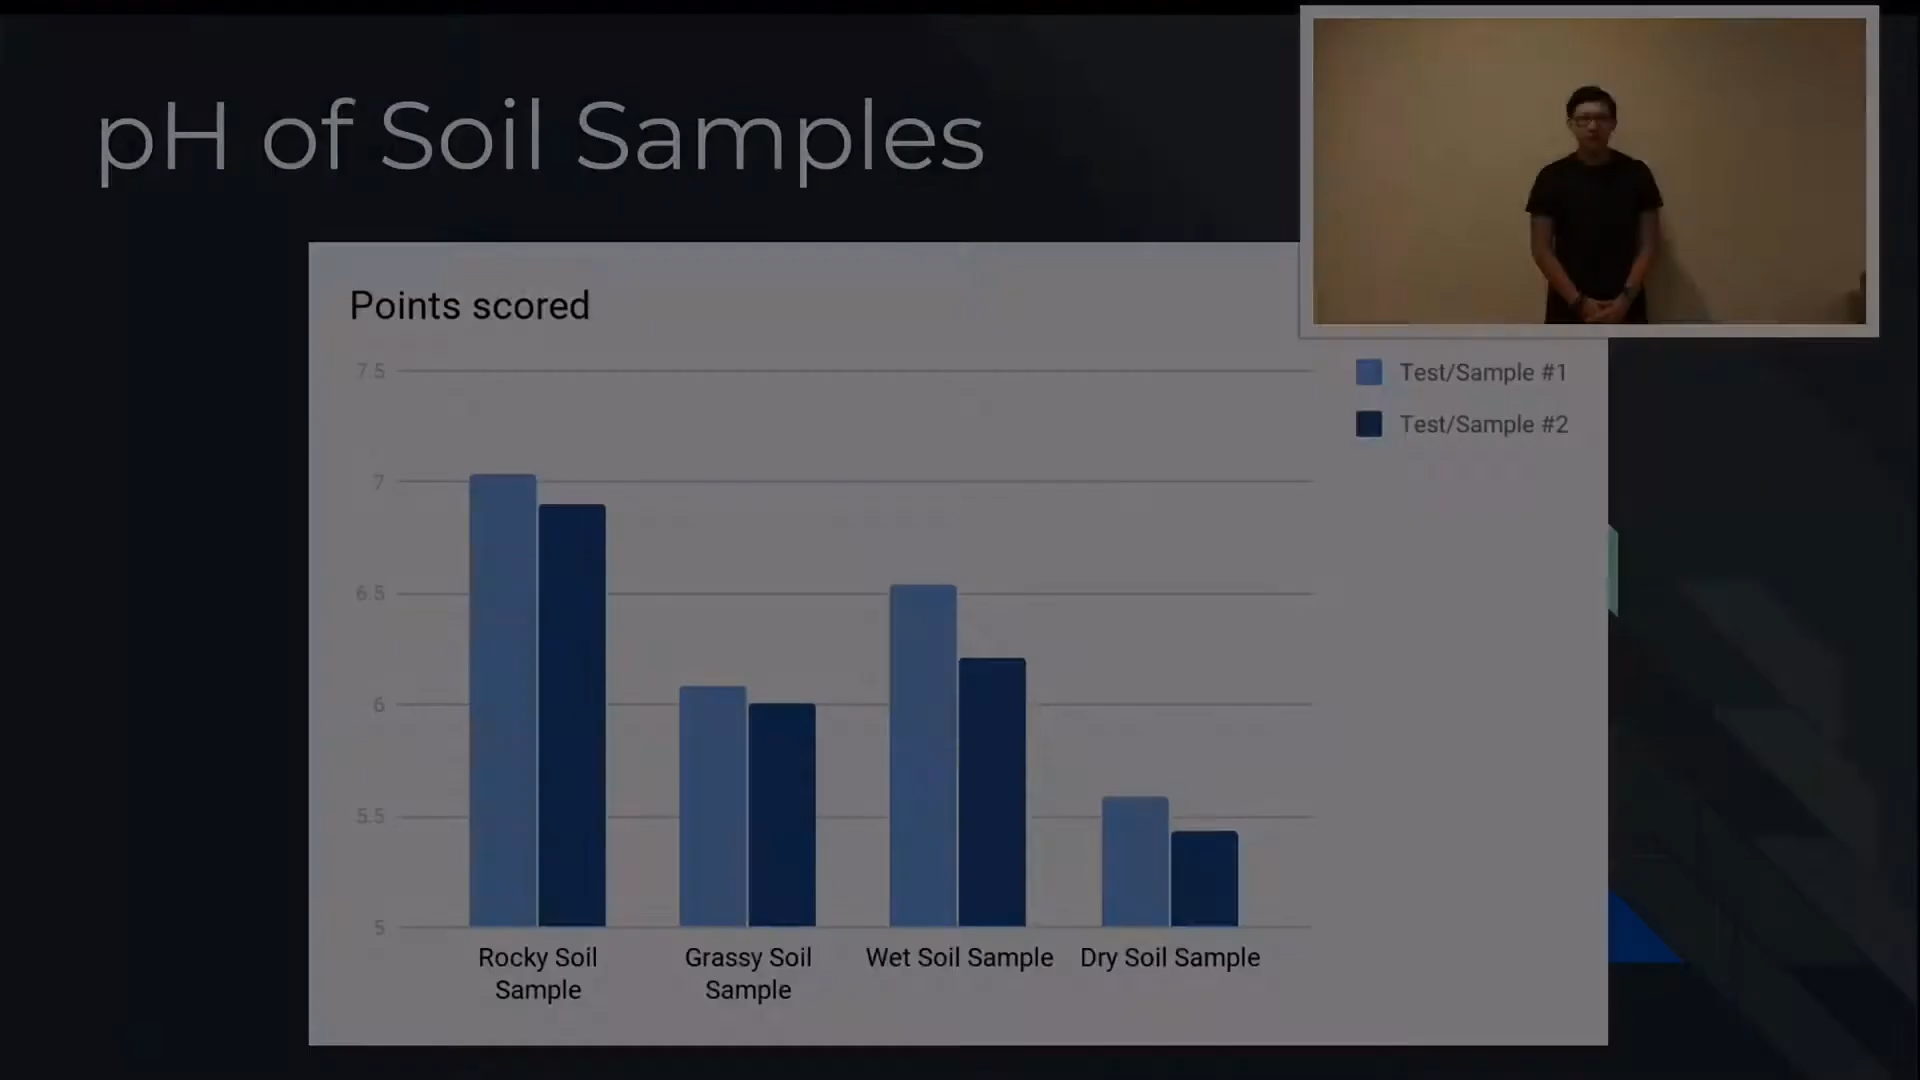 pH of Soil Samples
Points scored
Test/Sample #1
Test/Sample #2
7.5
7
6.5
6
5.5
5
Rocky Soil
Sample
Grassy Soil
Sample
Wet Soil Sample
Dry Soil Sample